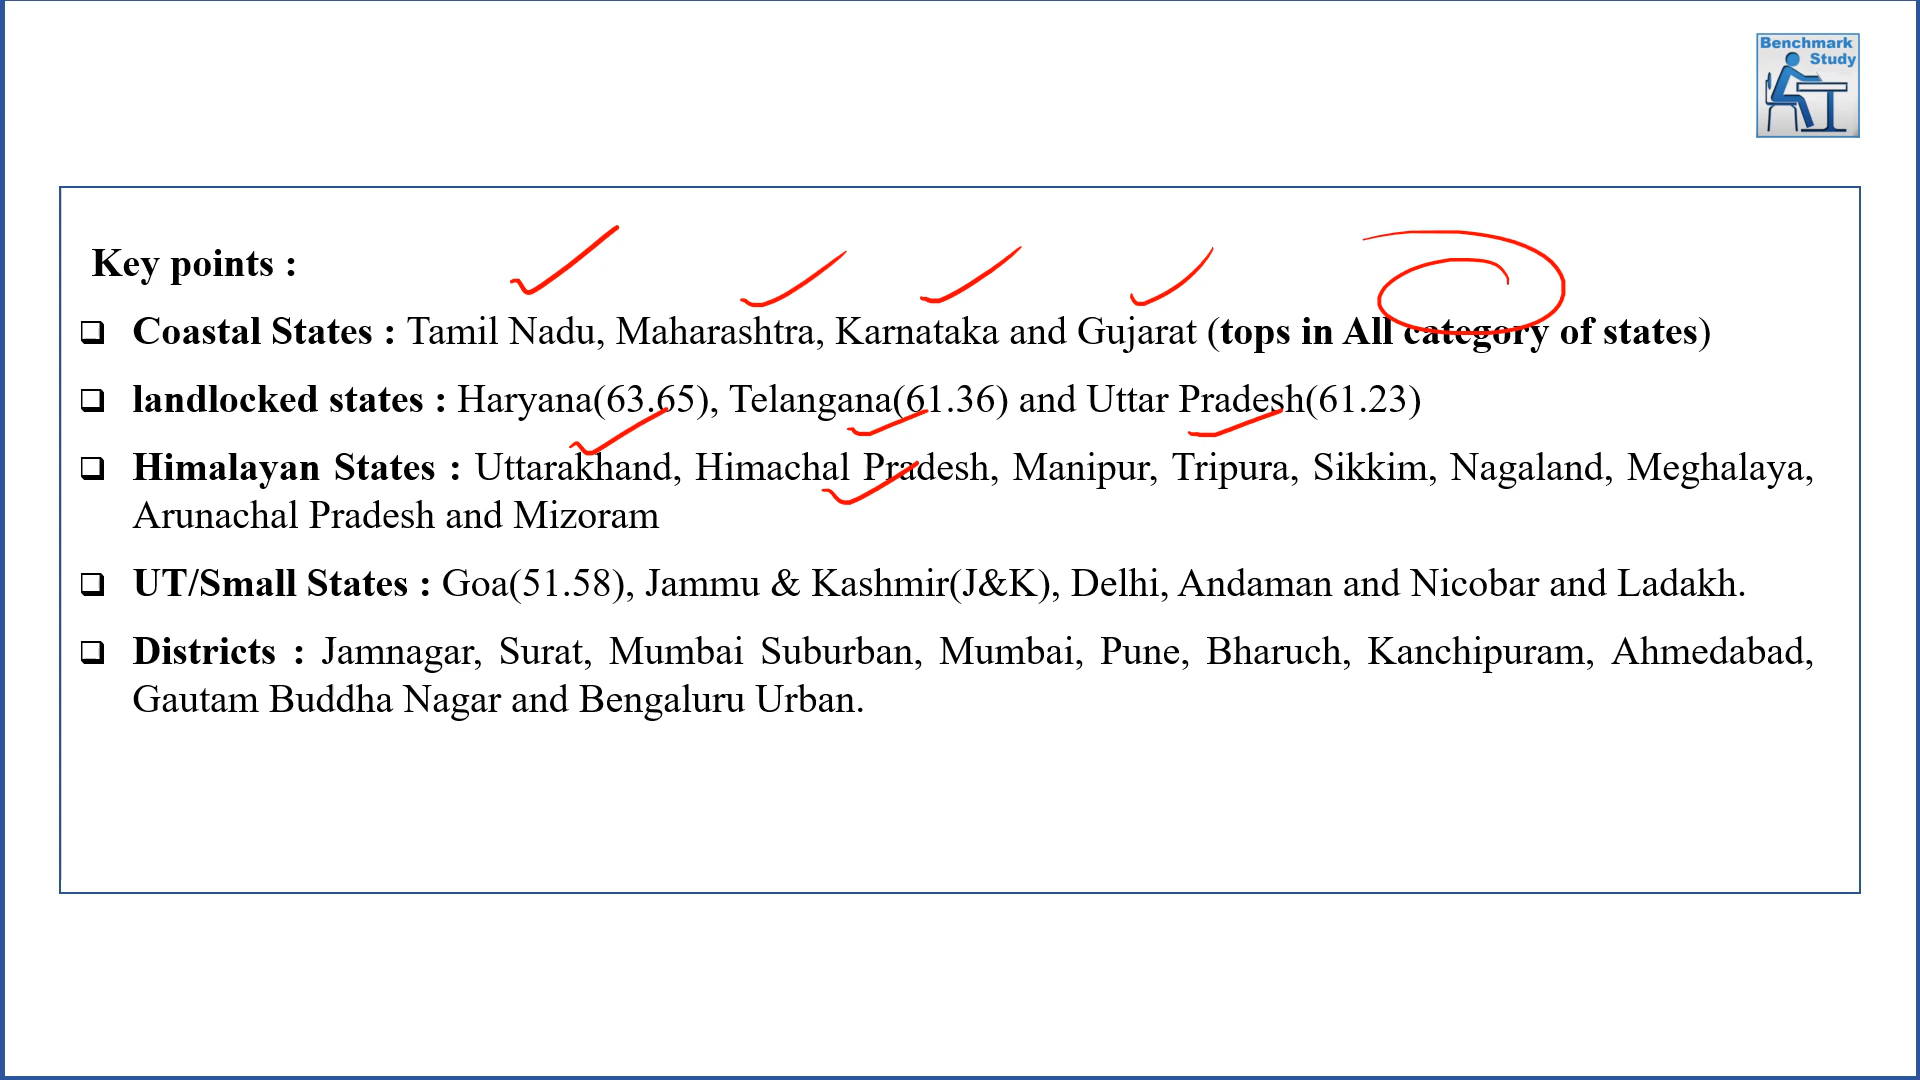 Benchmark
Study
Key points :
❑ Coastal States : Tamil Nadu, Maharashtra, Karnataka and Gujarat (tops in All category of states)
❑ landlocked states : Haryana(63.65), Telangana(61.36) and Uttar Pradesh(61.23)
❑ Himalayan States : Uttarakhand, Himachal Pradesh, Manipur, Tripura, Sikkim, Nagaland, Meghalaya,
Arunachal Pradesh and Mizoram
❑ UT/Small States : Goa(51.58), Jammu & Kashmir(J&K), Delhi, Andaman and Nicobar and Ladakh.
❑ Districts : Jamnagar, Surat, Mumbai Suburban, Mumbai, Pune, Bharuch, Kanchipuram, Ahmedabad,
Gautam Buddha Nagar and Bengaluru Urban.